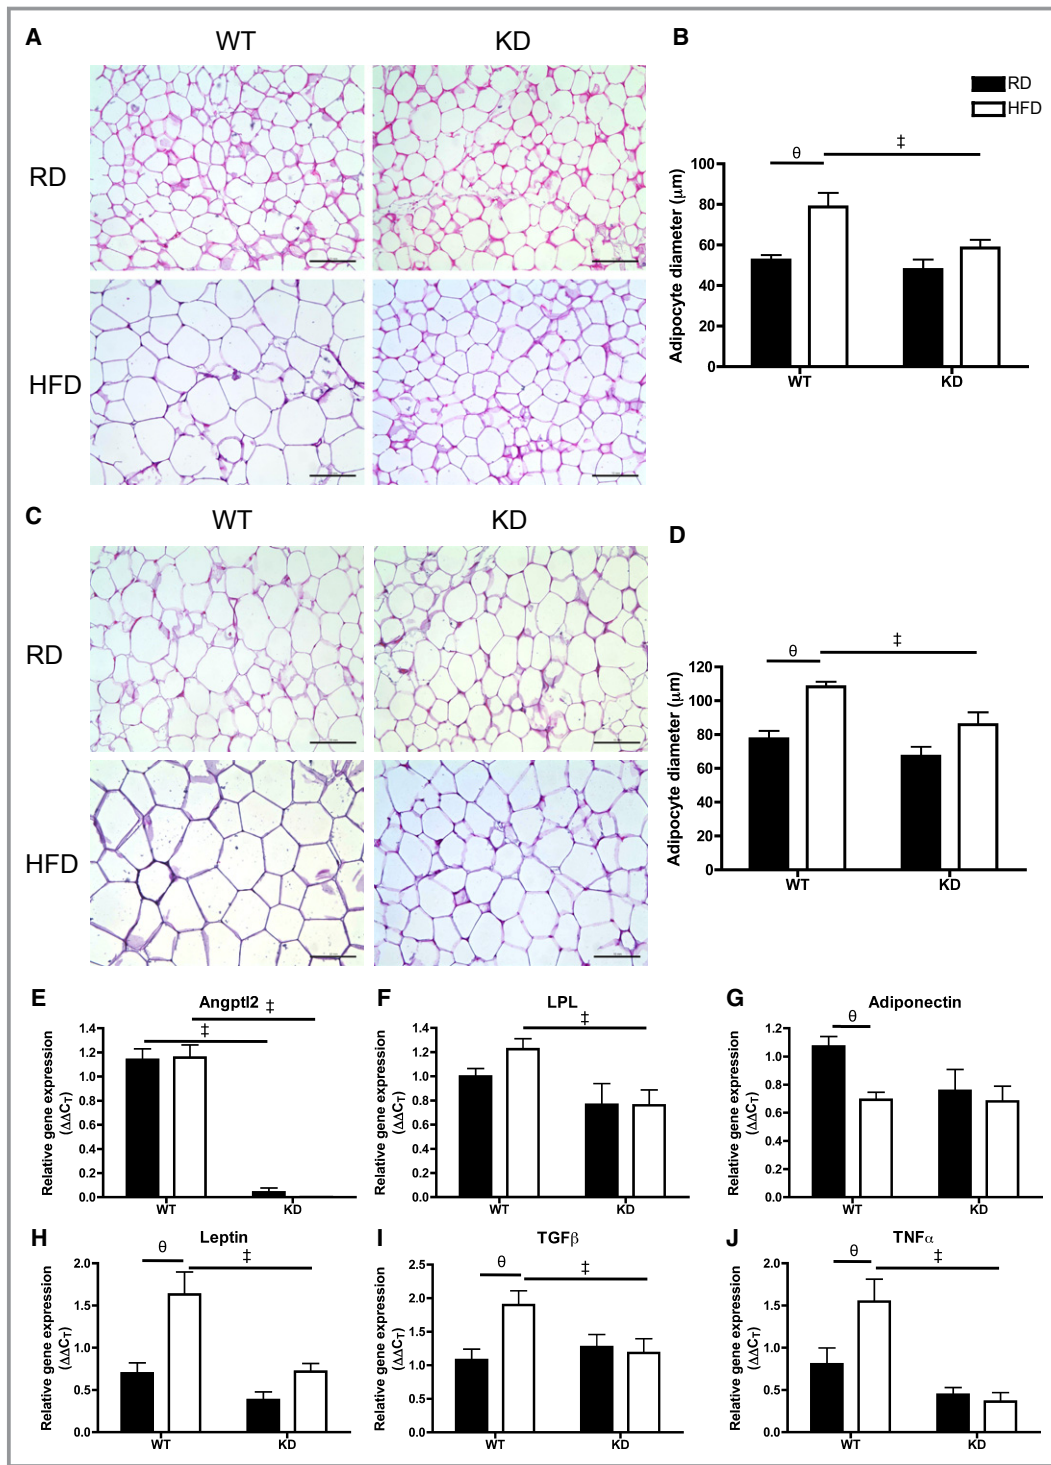 A
WT
KD
RD
HFD
B
RD
HFD
θ
‡
Adipocyte diameter (μm)
100
80
60
40
20
0
WT
KD
C
WT
KD
RD
HFD
D
θ
‡
Adipocyte diameter (μm)
120
100
80
60
40
20
0
WT
KD
E
Angptl2
‡
‡
Relative gene expression
(ΔΔCT)
1.4
1.2
1.0
0.8
0.6
0.4
0.2
0.0
WT
KD
F
LPL
‡
Relative gene expression
(ΔΔCT)
1.4
1.2
1.0
0.8
0.6
0.4
0.2
0.0
WT
KD
G
Adiponectin
θ
Relative gene expression
(ΔΔCT)
1.2
1.0
0.8
0.6
0.4
0.2
0.0
WT
KD
H
Leptin
θ
‡
Relative gene expression
(ΔΔCT)
2.0
1.5
1.0
0.5
0.0
WT
KD
I
TGFβ
θ
‡
Relative gene expression
(ΔΔCT)
2.5
2.0
1.5
1.0
0.5
0.0
WT
KD
J
TNFα
θ
‡
Relative gene expression
(ΔΔCT)
2.0
1.5
1.0
0.5
0.0
WT
KD